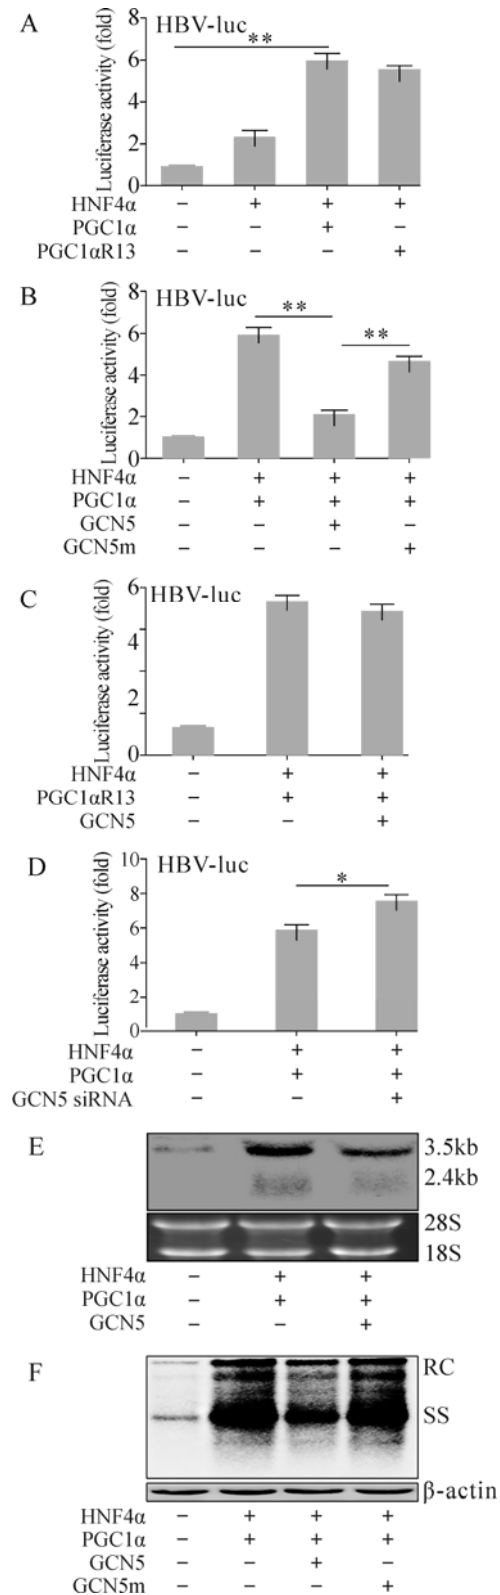 A
HBV-luc
Luciferase activity (fold)
8
6
4
2
0
**
HNF4α – + + +
PGC1α – – + –
PGC1αR13 – – – +
B
HBV-luc
Luciferase activity (fold)
8
6
4
2
0
** **
HNF4α – + + +
PGC1α – + + +
GCN5 – – + –
GCN5m – – – +
C
HBV-luc
Luciferase activity (fold)
6
4
2
0
HNF4α – + +
PGC1αR13 – + +
GCN5 – – +
D
HBV-luc
Luciferase activity (fold)
10
8
6
4
2
0
*
HNF4α – + +
PGC1α – + +
GCN5 siRNA – – +
E
3.5kb
2.4kb
28S
18S
HNF4α – + +
PGC1α – + +
GCN5 – – +
F
RC
SS
β-actin
HNF4α – + + +
PGC1α – + + +
GCN5 – – + –
GCN5m – – – +